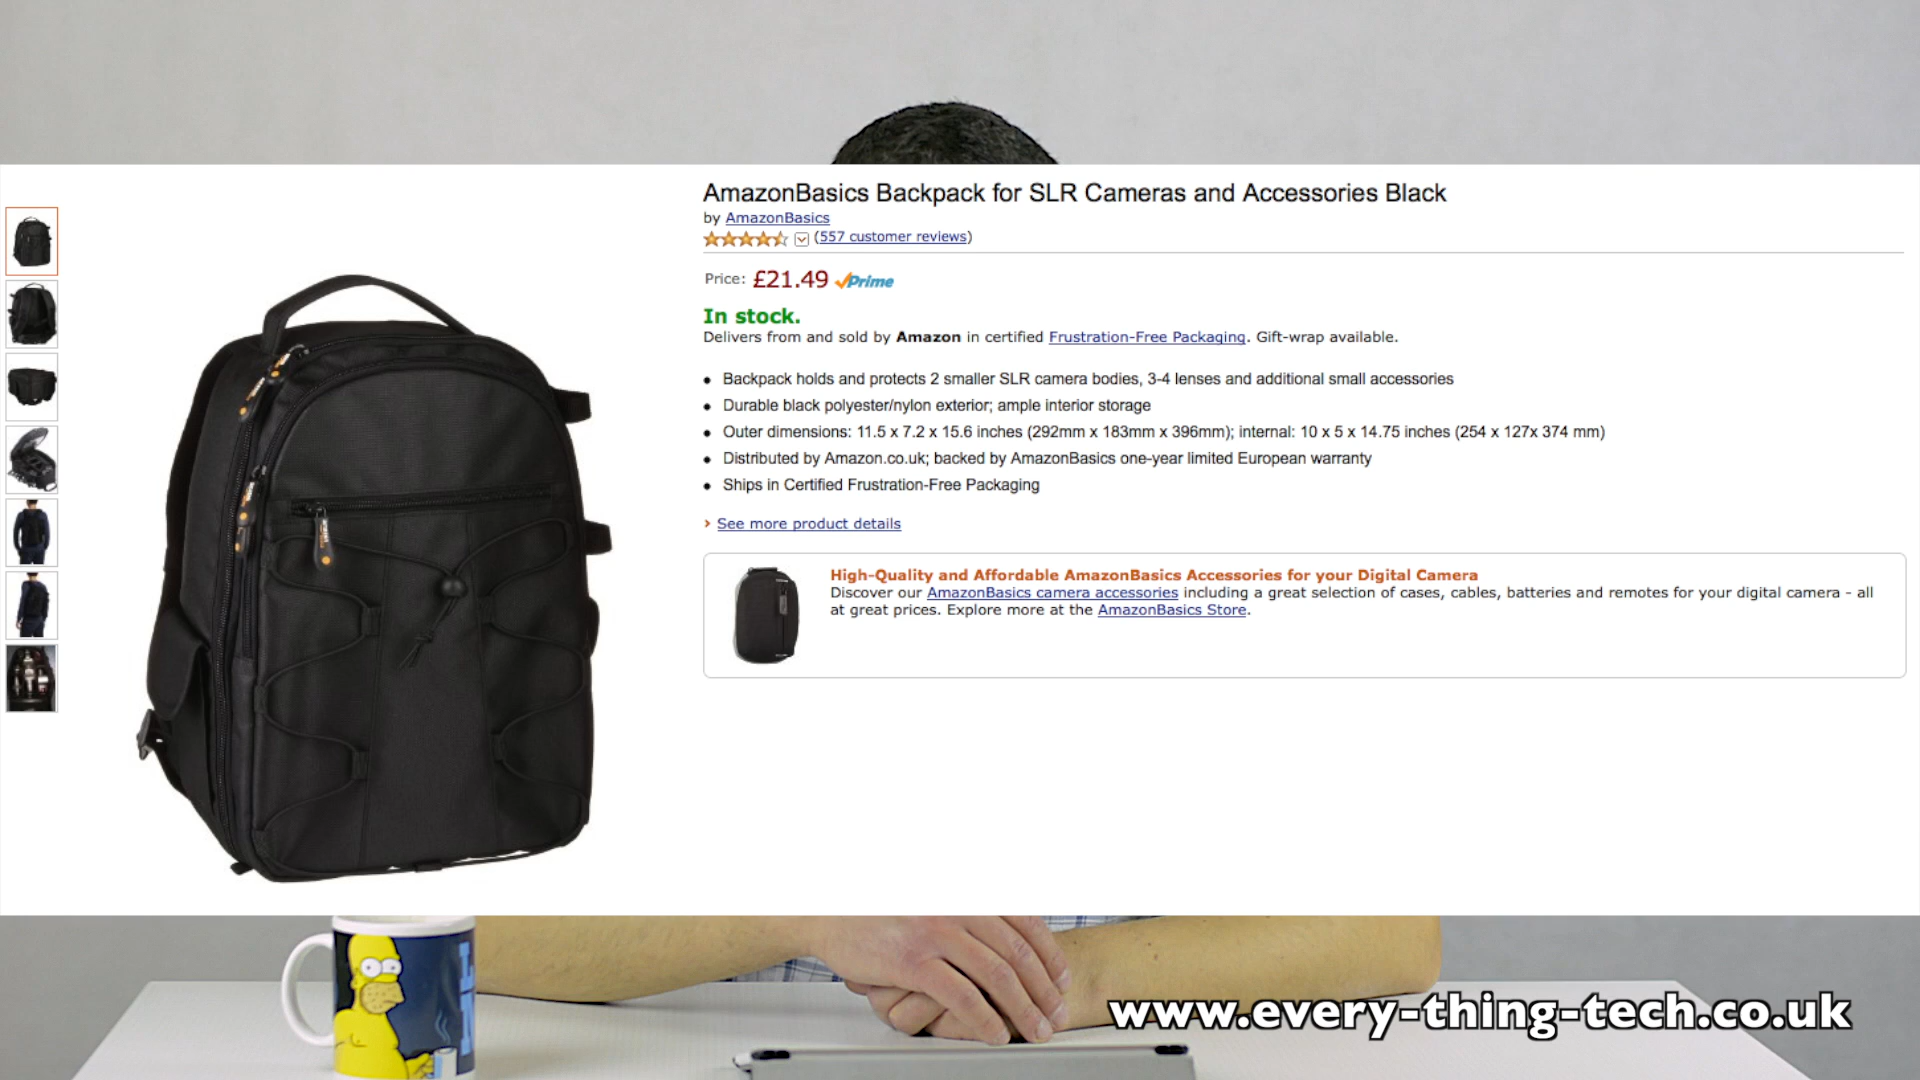 AmazonBasics Backpack for SLR Cameras and Accessories Black
by AmazonBasics
(557 customer reviews)
Price: £21.49 Prime
In stock.
Delivers from and sold by Amazon in certified Frustration-Free Packaging. Gift-wrap available.
Backpack holds and protects 2 smaller SLR camera bodies, 3-4 lenses and additional small accessories
Durable black polyester/nylon exterior; ample interior storage
Outer dimensions: 11.5 x 7.2 x 15.6 inches (292mm x 183mm x 396mm); internal: 10 x 5 x 14.75 inches (254 x 127x 374 mm)
Distributed by Amazon.co.uk; backed by AmazonBasics one-year limited European warranty
Ships in Certified Frustration-Free Packaging
› See more product details
High-Quality and Affordable AmazonBasics Accessories for your Digital Camera
Discover our AmazonBasics camera accessories including a great selection of cases, cables, batteries and remotes for your digital camera - all
at great prices. Explore more at the AmazonBasics Store.
www.every-thing-tech.co.uk